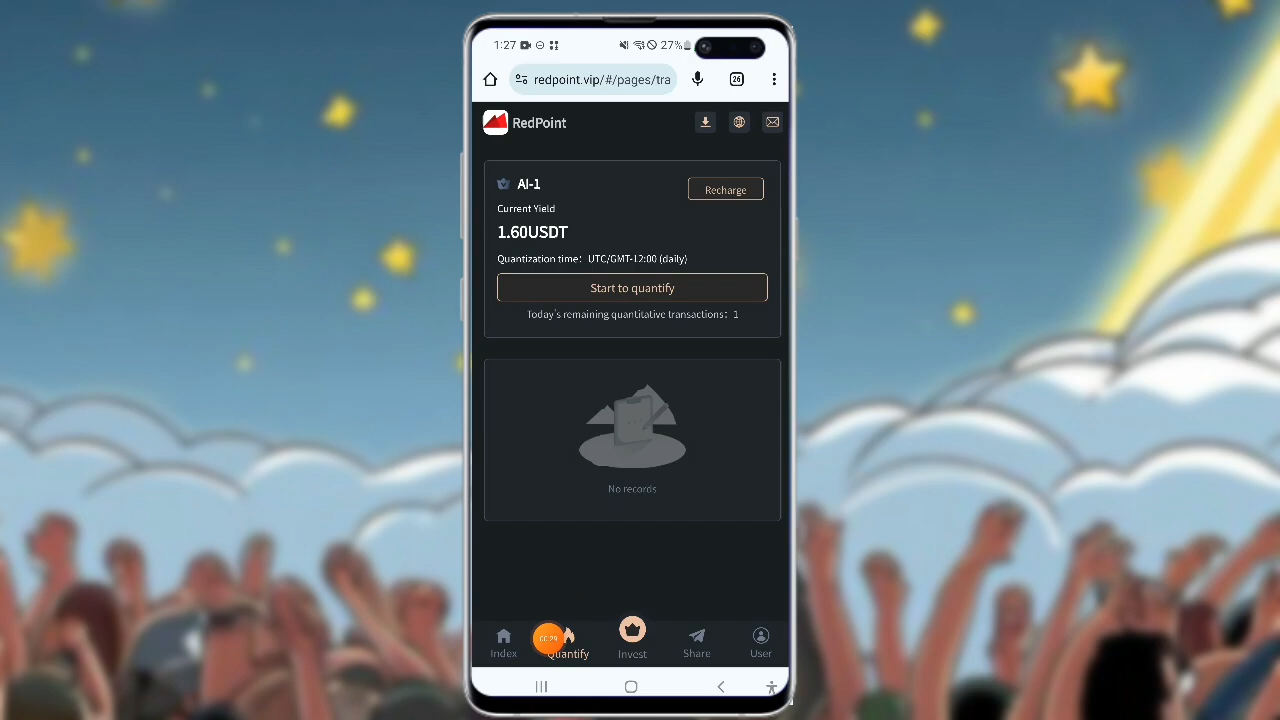 1:27
27%
redpoint.vip/#/pages/tra
26
RedPoint
AI-1
Recharge
Current Yield
1.60USDT
Quantization time: UTC/GMT-12:00 (daily)
Start to quantify
Today's remaining quantitative transactions: 1
No records
00:29
Index
Quantify
Invest
Share
User